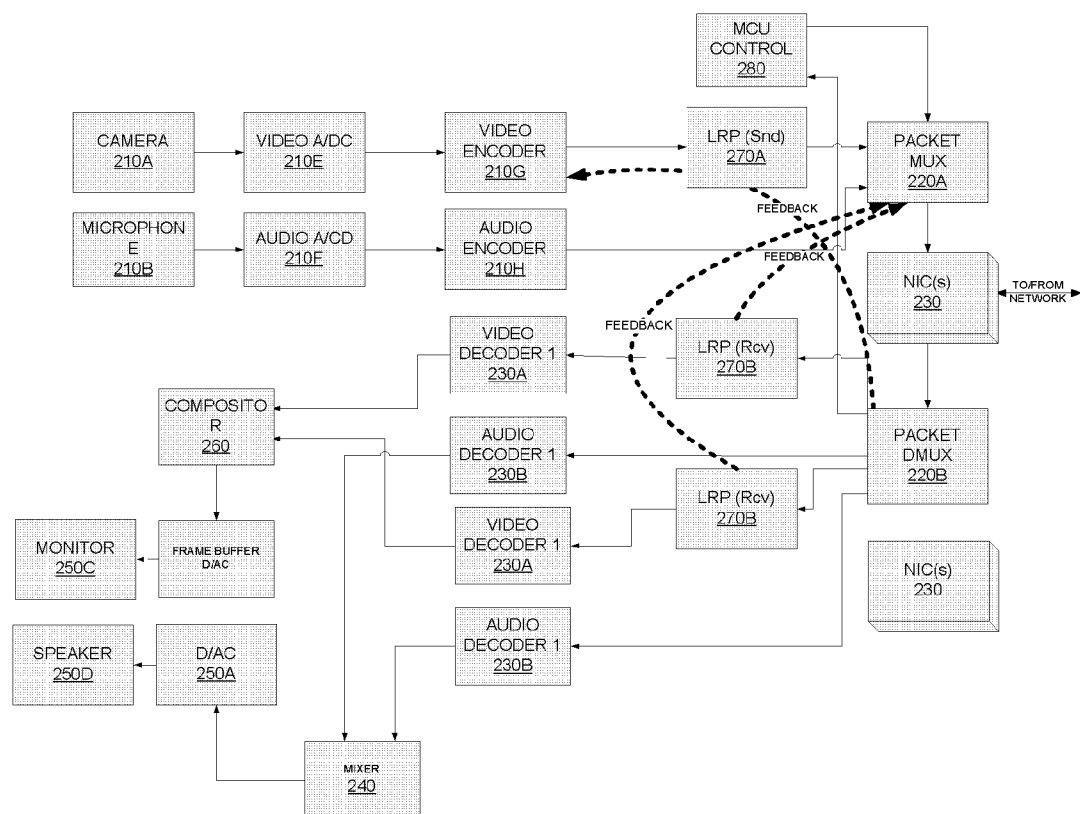 MCU
CONTROL
280
CAMERA
210A
VIDEO A/DC
210E
VIDEO
ENCODER
210G
LRP (Snd)
270A
PACKET
MUX
220A
MICROPHON
E
210B
AUDIO A/CD
210F
AUDIO
ENCODER
210H
FEEDBACK
FEEDBACK
NIC(s)
230
TO/FROM
NETWORK
FEEDBACK
VIDEO
DECODER 1
230A
LRP (Rcv)
270B
COMPOSITO
R
260
AUDIO
DECODER 1
230B
PACKET
DMUX
220B
LRP (Rcv)
270B
VIDEO
DECODER 1
230A
MONITOR
250C
FRAME BUFFER
D/AC
NIC(s)
230
AUDIO
DECODER 1
230B
SPEAKER
250D
D/AC
250A
MIXER
240